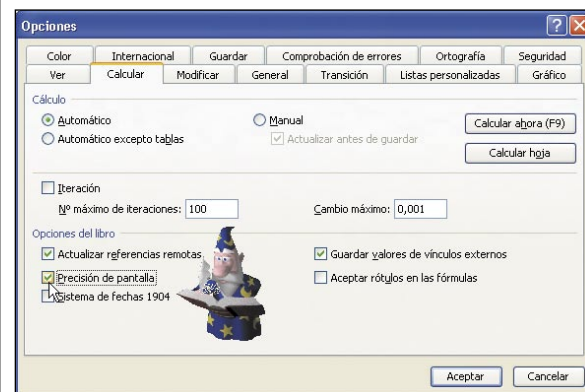 Opciones
Color Internacional Guardar Comprobación de errores Ortografía Seguridad
Ver Calcular Modificar General Transición Listas personalizadas Gráfico
Cálculo
Automático Manual Calcular ahora (F9)
Automático excepto tablas Actualizar antes de guardar
Calcular hoja
Iteración
Nº máximo de iteraciones: 100 Cambio máximo: 0,001
Opciones del libro
Actualizar referencias remotas Guardar valores de vínculos externos
Precisión de pantalla Aceptar rótulos en las fórmulas
Sistema de fechas 1904
Aceptar Cancelar